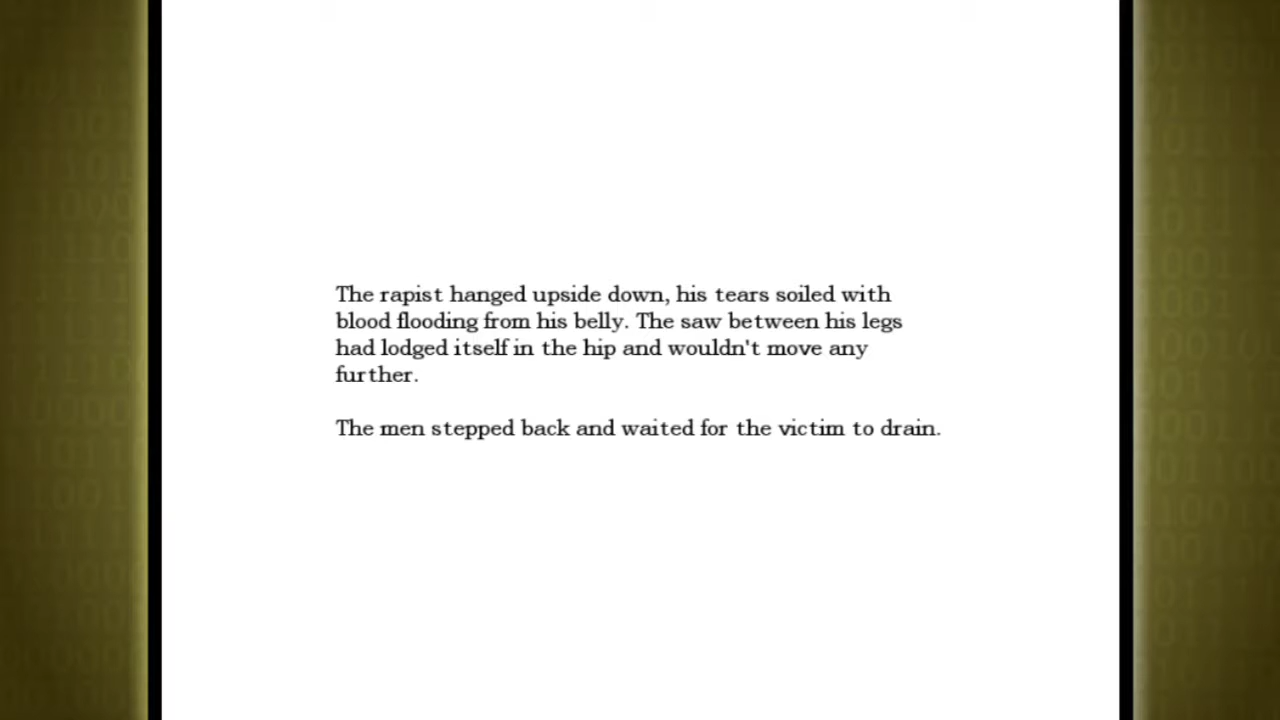 The rapist hanged upside down, his tears soiled with
blood flooding from his belly. The saw between his legs
had lodged itself in the hip and wouldn't move any
further.
The men stepped back and waited for the victim to drain.